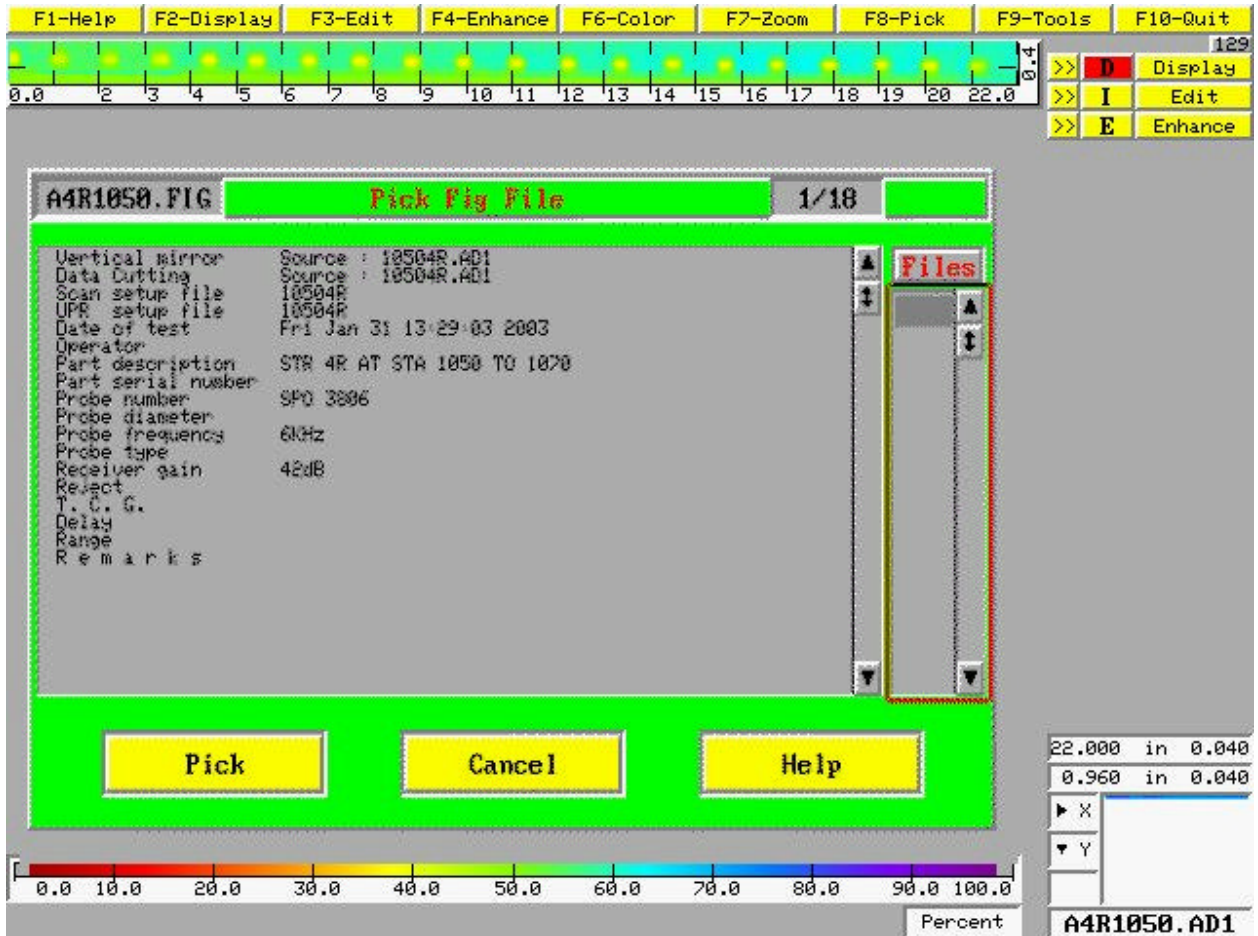 F1-Help F2-Display F3-Edit F4-Enhance F6-Color F7-Zoom F8-Pick F9-Tools F10-Quit
129
>> D Display
0.4
0.0 2 3 4 5 6 7 8 9 10 11 12 13 14 15 16 17 18 19 20 22.0
>> I Edit
>> E Enhance
A4R1050.FIG Pick Fig File 1/18
Vertical mirror Source : 10504R.AD1
Data Cutting Source : 10504R.AD1
Scan setup file 10504R
UPR setup file 10504R
Date of test Fri Jan 31 13:29:03 2003
Operator
Part description STR 4R AT STA 1050 TO 1070
Part serial number
Probe number SPO 3806
Probe diameter
Probe frequency 6KHz
Probe type
Receiver gain 42dB
Reject
T. C. G.
Delay
Range
R e m a r k s
Files
Pick Cancel Help
22.000 in 0.040
0.960 in 0.040
X
Y
0.0 10.0 20.0 30.0 40.0 50.0 60.0 70.0 80.0 90.0 100.0
Percent
A4R1050.AD1